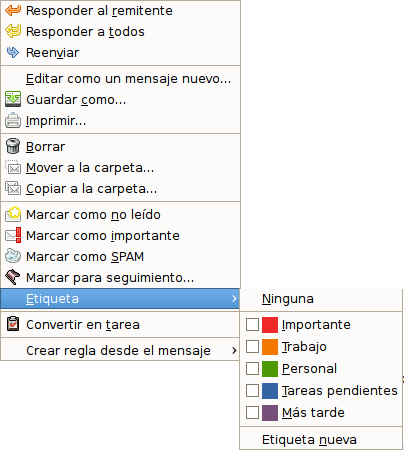 Responder al remitente
Responder a todos
Reenviar
Editar como un mensaje nuevo...
Guardar como...
Imprimir...
Borrar
Mover a la carpeta...
Copiar a la carpeta...
Marcar como no leído
Marcar como importante
Marcar como SPAM
Marcar para seguimiento...
Etiqueta
Convertir en tarea
Crear regla desde el mensaje
Ninguna
Importante
Trabajo
Personal
Tareas pendientes
Más tarde
Etiqueta nueva